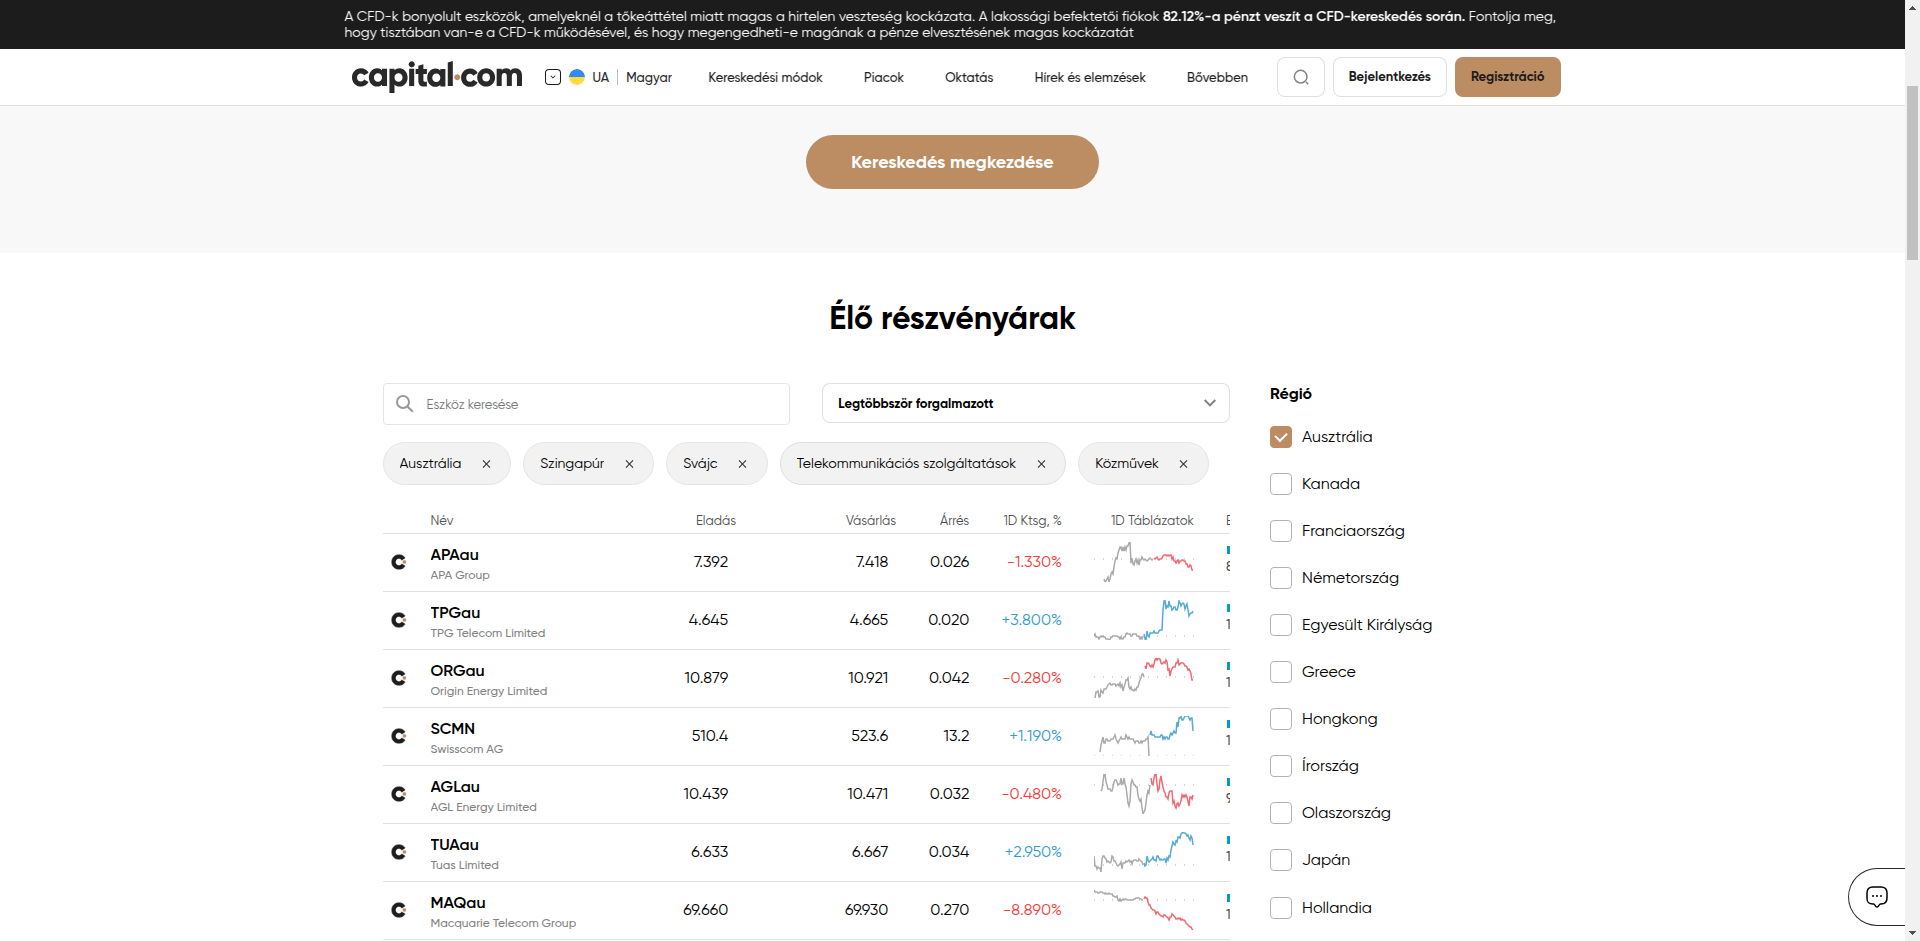 A CFD-k bonyolult eszközök, amelyeknél a tőkeáttétel miatt magas a hirtelen veszteség kockázata. A lakossági befektetői fiókok 82.12%-a pénzt veszít a CFD-kereskedés során. Fontolja meg,
hogy tisztában van-e a CFD-k működésével, és hogy megengedheti-e magának a pénze elvesztésének magas kockázatát
capital.com
UA | Magyar
Kereskedési módok
Piacok
Oktatás
Hírek és elemzések
Bővebben
Bejelentkezés
Regisztráció
Kereskedés megkezdése
Élő részvényárak
Eszköz keresése
Legtöbbször forgalmazott
Ausztrália
Szingapúr
Svájc
Telekommunikációs szolgáltatások
Közművek
Név Eladás Vásárlás Árrés 1D Ktsg, % 1D Táblázatok
APAau 7.392 7.418 0.026 -1.330%
APA Group
TPGau 4.645 4.665 0.020 +3.800%
TPG Telecom Limited
ORGau 10.879 10.921 0.042 -0.280%
Origin Energy Limited
SCMN 510.4 523.6 13.2 +1.190%
Swisscom AG
AGLau 10.439 10.471 0.032 -0.480%
AGL Energy Limited
TUAau 6.633 6.667 0.034 +2.950%
Tuas Limited
MAQau 69.660 69.930 0.270 -8.890%
Macquarie Telecom Group
Régió
Ausztrália
Kanada
Franciaország
Németország
Egyesült Királyság
Greece
Hongkong
Írország
Olaszország
Japán
Hollandia